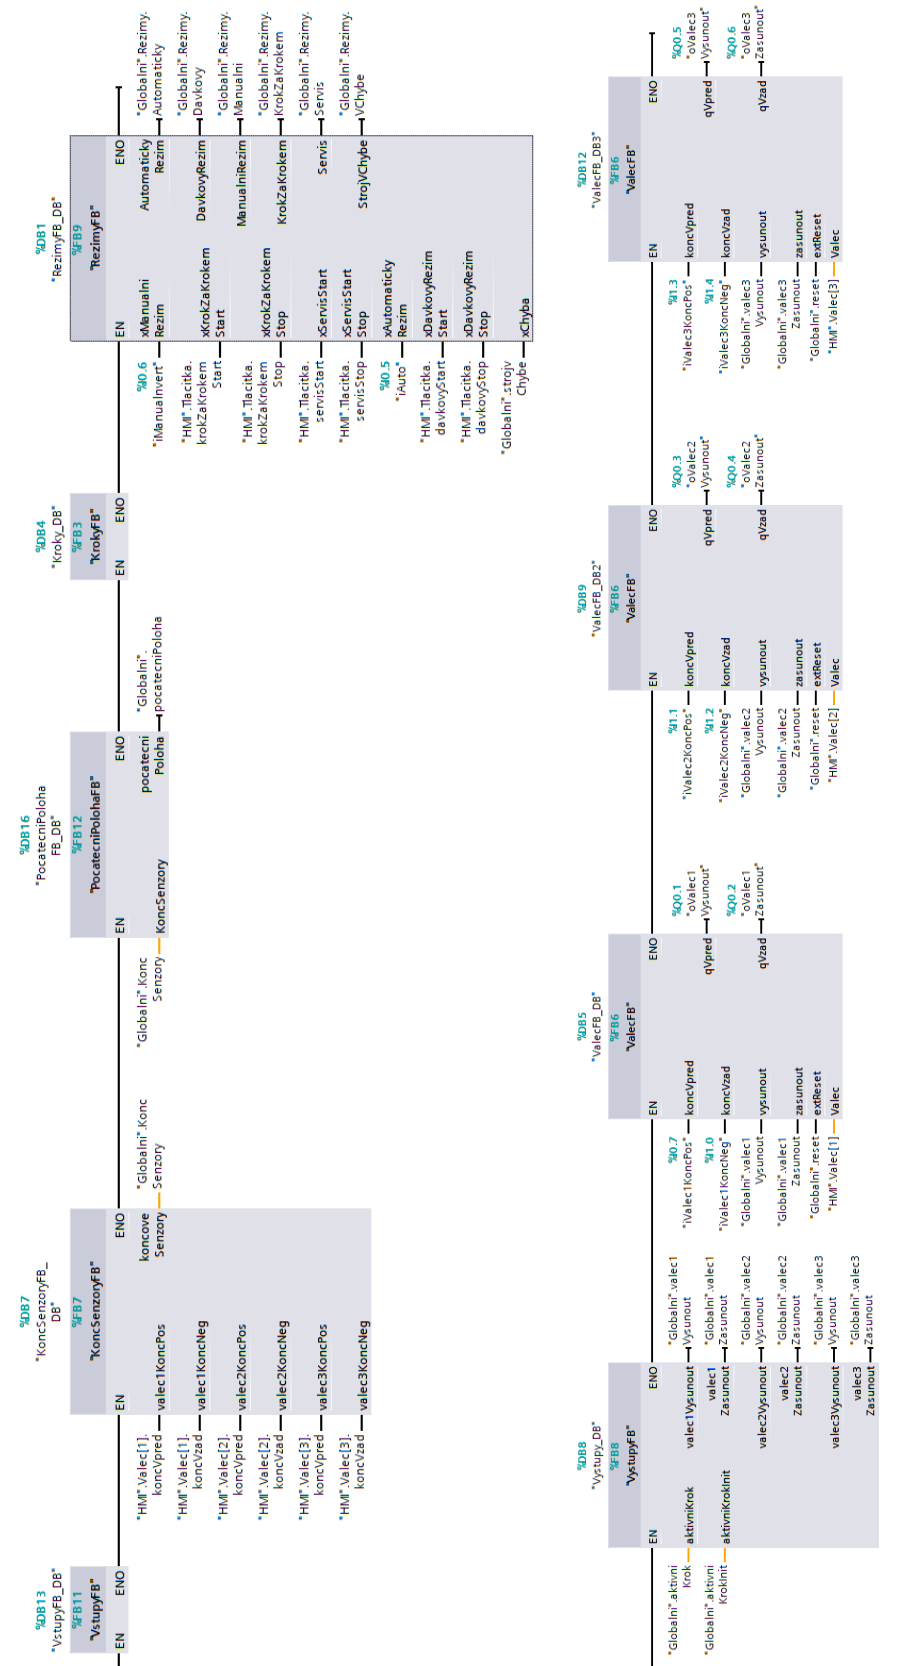 %DB13
"VstupyFB_DB"
%FB11
"VstupyFB"
EN ENO
%DB7
"KoncSenzoryFB_
DB"
%FB7
"KoncSenzoryFB"
EN ENO
"HMI".Valec[1].
koncVpred
valec1KoncPos
koncove
Senzory
"Globalni".Konc
Senzory
"HMI".Valec[1].
koncVzad
valec1KoncNeg
"HMI".Valec[2].
koncVpred
valec2KoncPos
"HMI".Valec[2].
koncVzad
valec2KoncNeg
"HMI".Valec[3].
koncVpred
valec3KoncPos
"HMI".Valec[3].
koncVzad
valec3KoncNeg
%DB16
"PocatecniPoloha
FB_DB"
%FB12
"PocatecniPolohaFB"
EN ENO
"Globalni".Konc
Senzory
KoncSenzory
pocatecni
Poloha
"Globalni".
pocatecniPoloha
%DB4
"Kroky_DB"
%FB3
"KrokyFB"
EN ENO
%DB1
"RezimyFB_DB"
%FB9
"RezimyFB"
EN ENO
%I0.6
"iManualnvert"
xManualni
Rezim
Automaticky
Rezim
"Globalni".Rezimy.
Automaticky
"HMI".Tlacitka.
krokZaKrokem
Start
xKrokZaKrokem
Start
DavkovyRezim
"Globalni".Rezimy.
Davkovy
"HMI".Tlacitka.
krokZaKrokem
Stop
xKrokZaKrokem
Stop
ManualniRezim
"Globalni".Rezimy.
Manualni
"HMI".Tlacitka.
servisStart
xServisStart
KrokZaKrokem
"Globalni".Rezimy.
KrokZaKrokem
"HMI".Tlacitka.
servisStop
xServisStart
Stop
Servis
"Globalni".Rezimy.
Servis
%I0.5
"iAuto"
xAutomaticky
Rezim
StrojVChybe
"Globalni".Rezimy.
VChybe
"HMI".Tlacitka.
davkovyStart
xDavkovyRezim
Start
"HMI".Tlacitka.
davkovyStop
xDavkovyRezim
Stop
"Globalni".strojv
Chybe
xChyba
%DB8
"Vystupy_DB"
%FB8
"VystupyFB"
EN ENO
"Globalni".aktivni
Krok
aktivniKrok
valec1Vysunout
"Globalni".valec1
Vysunout
"Globalni".aktivni
KrokInit
aktivniKrokInit
valec1
Zasunout
"Globalni".valec1
Zasunout
valec2Vysunout
"Globalni".valec2
Vysunout
valec2
Zasunout
"Globalni".valec2
Zasunout
valec3Vysunout
"Globalni".valec3
Vysunout
valec3
Zasunout
"Globalni".valec3
Zasunout
%DB5
"ValecFB_DB"
%FB6
"ValecFB"
EN ENO
%I0.7
"iValec1KoncPos"
koncVpred
qVpred
%Q0.1
"oValec1
Vysunout"
%I1.0
"iValec1KoncNeg"
koncVzad
qVzad
%Q0.2
"oValec1
Zasunout"
"Globalni".valec1
Vysunout
vysunout
"Globalni".valec1
Zasunout
zasunout
"Globalni".reset
extReset
"HMI".Valec[1]
Valec
%DB9
"ValecFB_DB2"
%FB6
"ValecFB"
EN ENO
%I1.1
"iValec2KoncPos"
koncVpred
qVpred
%Q0.3
"oValec2
Vysunout"
%I1.2
"iValec2KoncNeg"
koncVzad
qVzad
%Q0.4
"oValec2
Zasunout"
"Globalni".valec2
Vysunout
vysunout
"Globalni".valec2
Zasunout
zasunout
"Globalni".reset
extReset
"HMI".Valec[2]
Valec
%DB12
"ValecFB_DB3"
%FB6
"ValecFB"
EN ENO
%I1.3
"iValec3KoncPos"
koncVpred
qVpred
%Q0.5
"oValec3
Vysunout"
%I1.4
"iValec3KoncNeg"
koncVzad
qVzad
%Q0.6
"oValec3
Zasunout"
"Globalni".valec3
Vysunout
vysunout
"Globalni".valec3
Zasunout
zasunout
"Globalni".reset
extReset
"HMI".Valec[3]
Valec